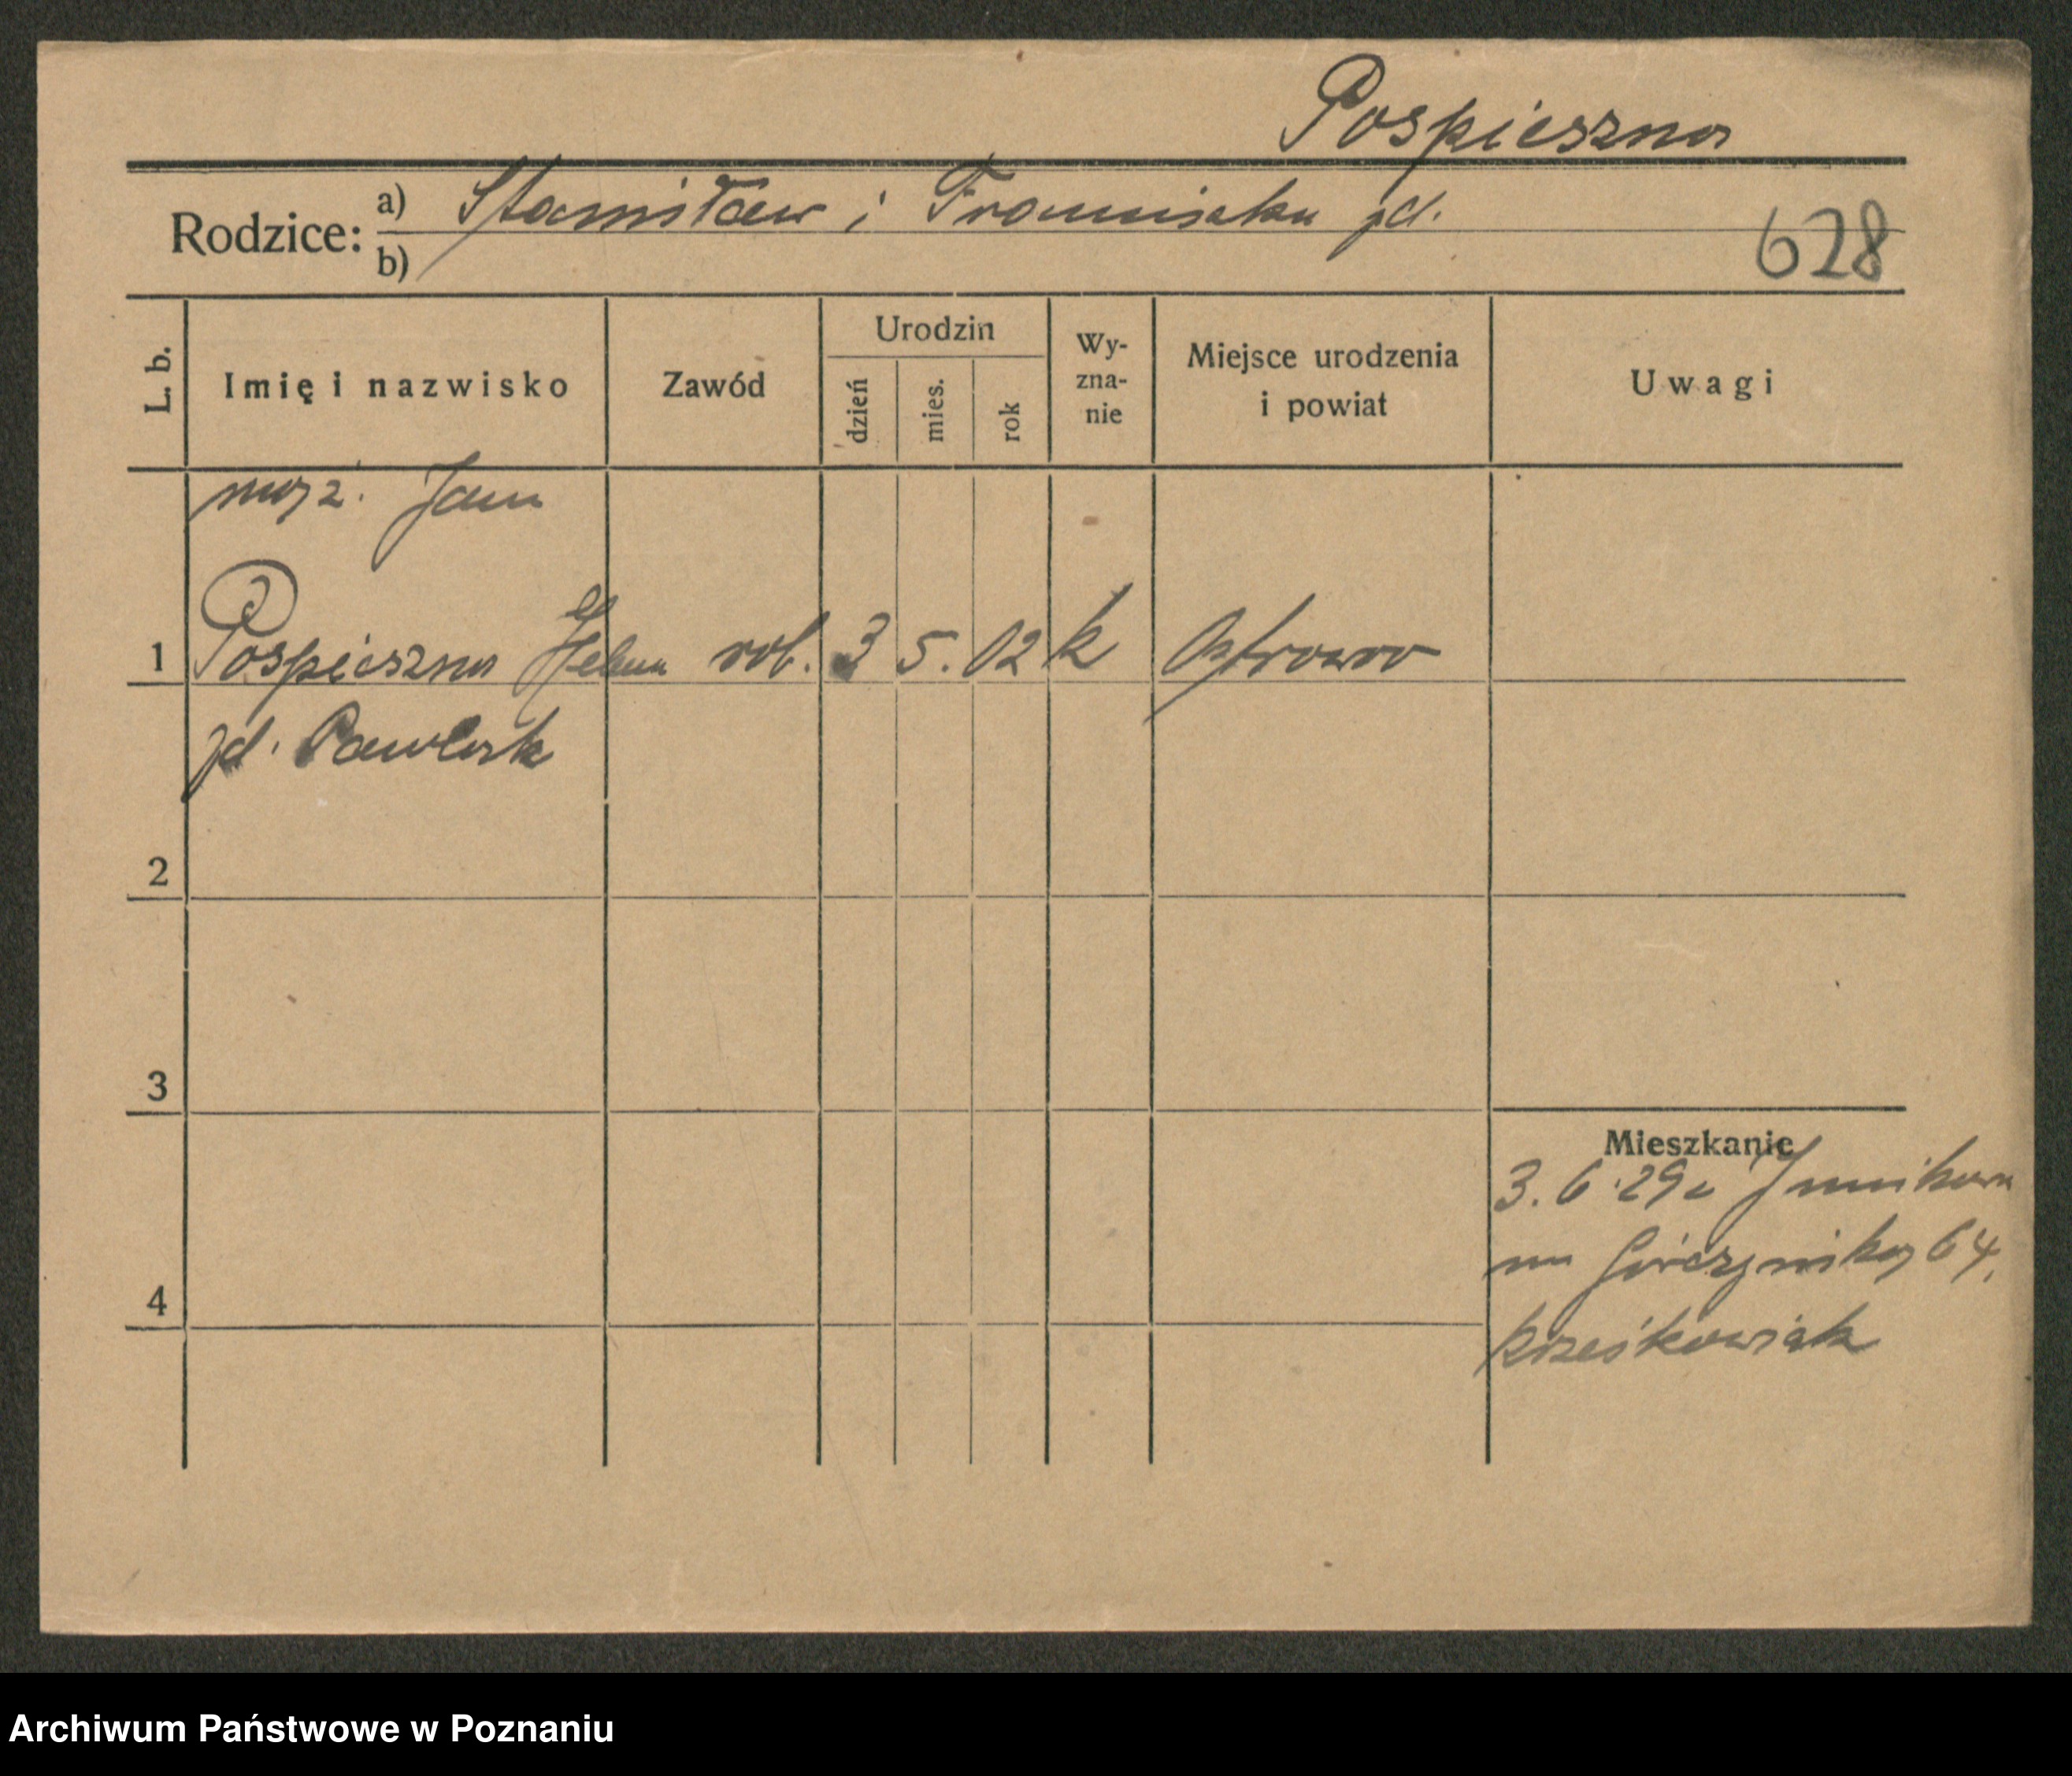 Pospieszna
Rodzice: a) Stanisław i Franciszka zd.
b)
628
L. b.
Imię i nazwisko
Zawód
Urodzin
dzień
mies.
rok
Wy-
zna-
nie
Miejsce urodzenia
i powiat
Uwagi
mąż. Jan
1 Pospieszna Helena rob. 3 5. 02 k Ostrowo
zd. Pawlak
2
3
4
Mieszkanie
3. 6. 29 z Junikowa
na 64,
Krześkowiak
Archiwum Państwowe w Poznaniu